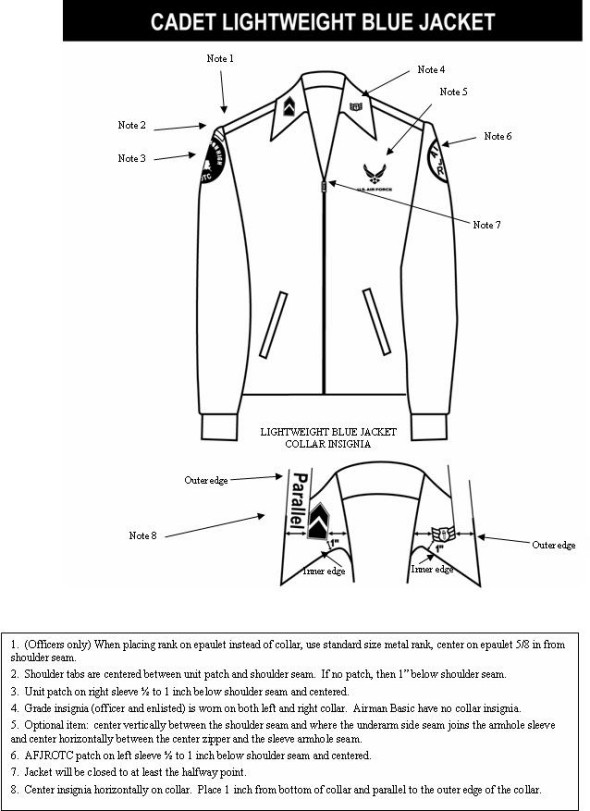 CADET LIGHTWEIGHT BLUE JACKET
Note 1
Note 4
Note 5
Note 2
Note 6
Note 3
U.S. AIR FORCE
Note 7
LIGHTWEIGHT BLUE JACKET
COLLAR INSIGNIA
Outer edge
Parallel
Note 8
1"
1"
Outer edge
Inner edge
Inner edge
1. (Officers only) When placing rank on epaulet instead of collar, use standard size metal rank, center on epaulet 5/8 in from
shoulder seam.
2. Shoulder tabs are centered between unit patch and shoulder seam. If no patch, then 1” below shoulder seam.
3. Unit patch on right sleeve ½ to 1 inch below shoulder seam and centered.
4. Grade insignia (officer and enlisted) is worn on both left and right collar. Airman Basic have no collar insignia.
5. Optional item: center vertically between the shoulder seam and where the underarm side seam joins the armhole sleeve
and center horizontally between the center zipper and the sleeve armhole seam.
6. AFJROTC patch on left sleeve ½ to 1 inch below shoulder seam and centered.
7. Jacket will be closed to at least the halfway point.
8. Center insignia horizontally on collar. Place 1 inch from bottom of collar and parallel to the outer edge of the collar.